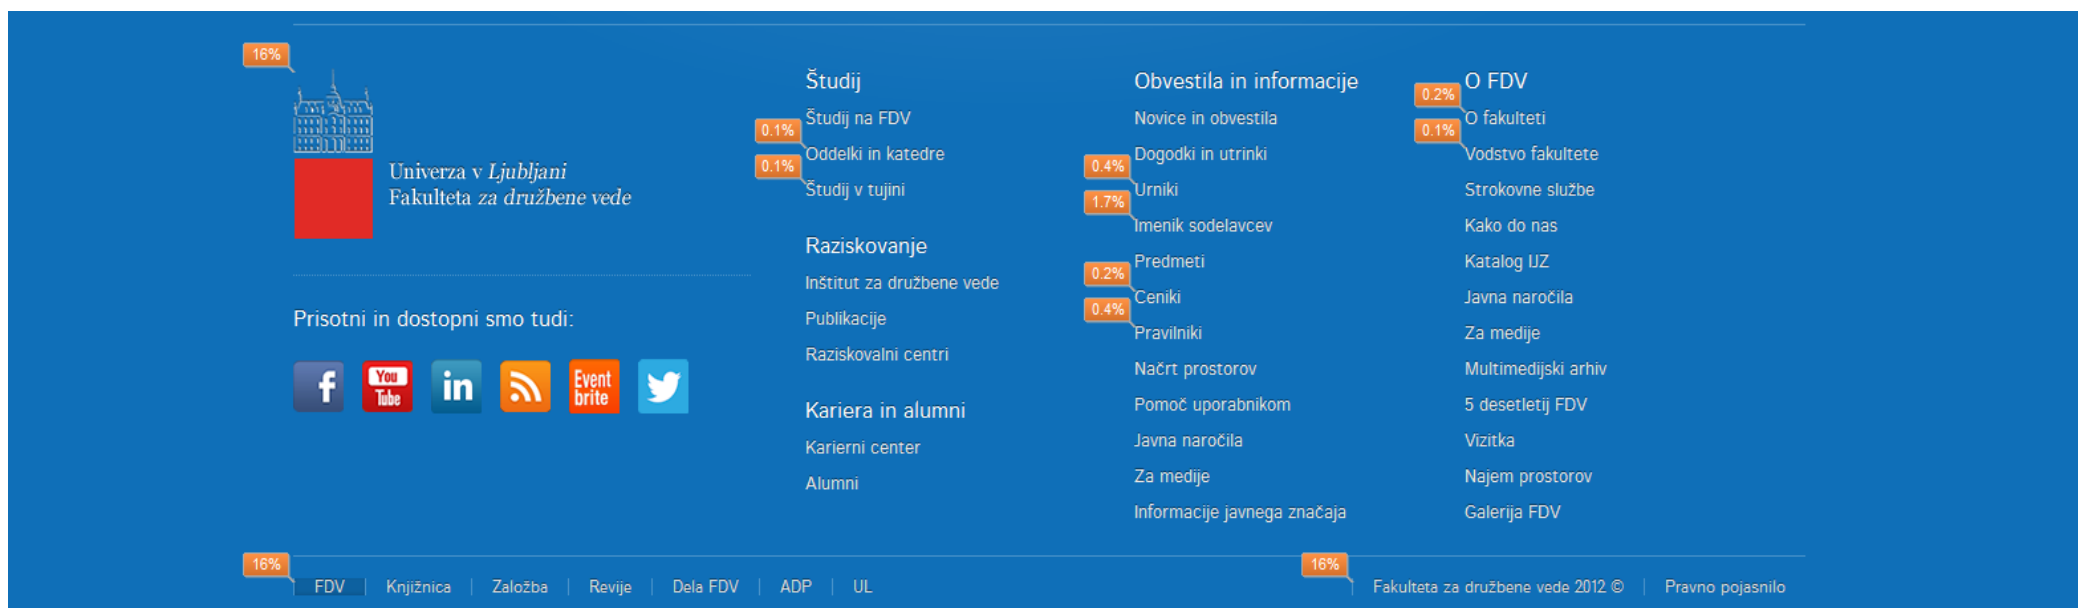 16%
Univerza v Ljubljani
Fakulteta za družbene vede
Prisotni in dostopni smo tudi:
f
You
Tube
in
Event
brite
Študij
Študij na FDV
0.1%
Oddelki in katedre
0.1%
Študij v tujini
Raziskovanje
Inštitut za družbene vede
Publikacije
Raziskovalni centri
Kariera in alumni
Karierni center
Alumni
Obvestila in informacije
Novice in obvestila
Dogodki in utrinki
0.4%
Urniki
1.7%
Imenik sodelavcev
Predmeti
0.2%
Ceniki
0.4%
Pravilniki
Načrt prostorov
Pomoč uporabnikom
Javna naročila
Za medije
Informacije javnega značaja
O FDV
0.2%
O fakulteti
0.1%
Vodstvo fakultete
Strokovne službe
Kako do nas
Katalog IJZ
Javna naročila
Za medije
Multimedijski arhiv
5 desetletij FDV
Vizitka
Najem prostorov
Galerija FDV
16%
FDV | Knjižnica | Založba | Revije | Dela FDV | ADP | UL
16%
Fakulteta za družbene vede 2012 © | Pravno pojasnilo